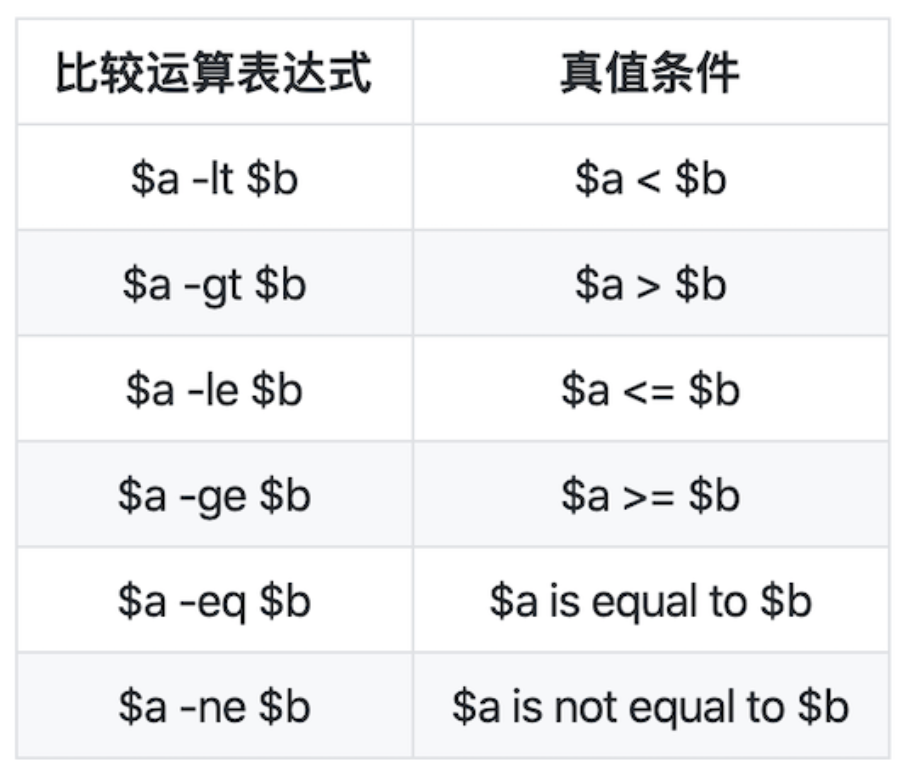 比较运算表达式 真值条件
$a -lt $b $a < $b
$a -gt $b $a > $b
$a -le $b $a <= $b
$a -ge $b $a >= $b
$a -eq $b $a is equal to $b
$a -ne $b $a is not equal to $b